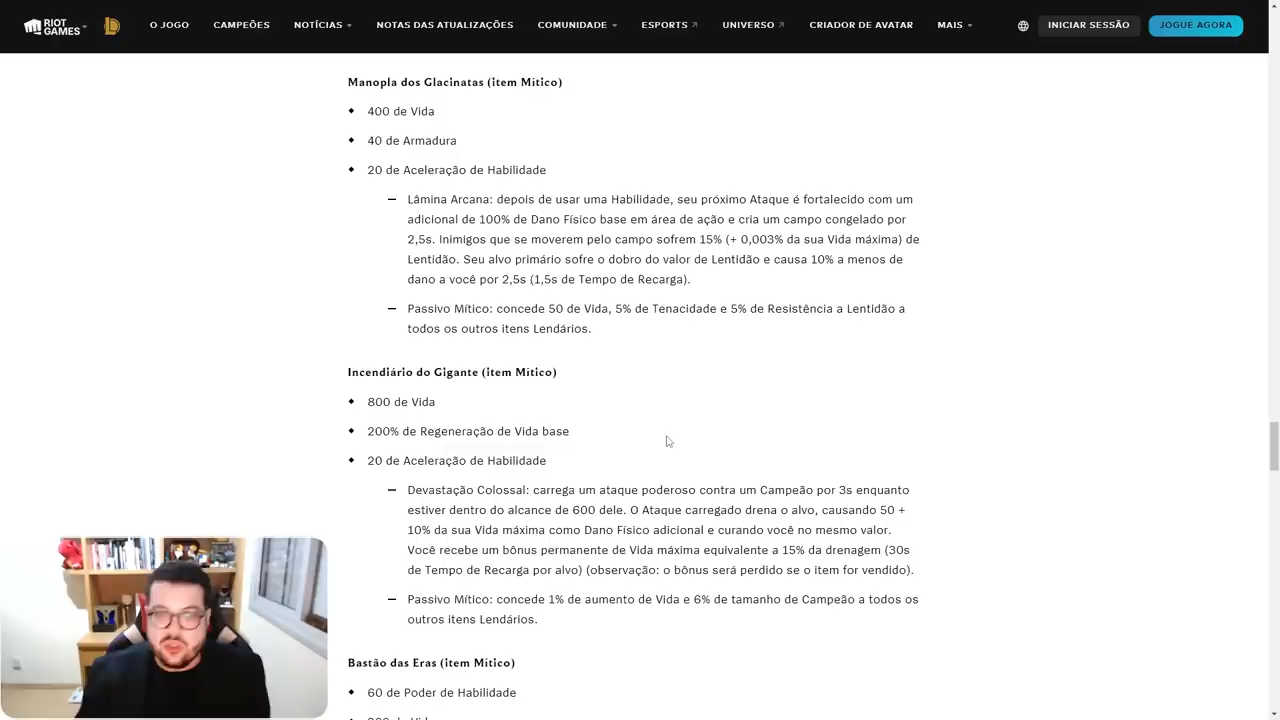 RIOT GAMES O JOGO CAMPEÕES NOTÍCIAS NOTAS DAS ATUALIZAÇÕES COMUNIDADE ESPORTS UNIVERSO CRIADOR DE AVATAR MAIS INICIAR SESSÃO JOGUE AGORA
Manopla dos Glacinatas (item Mítico)
400 de Vida
40 de Armadura
20 de Aceleração de Habilidade
Lâmina Arcana: depois de usar uma Habilidade, seu próximo Ataque é fortalecido com um
adicional de 100% de Dano Físico base em área de ação e cria um campo congelado por
2,5s. Inimigos que se moverem pelo campo sofrem 15% (+ 0,003% da sua Vida máxima) de
Lentidão. Seu alvo primário sofre o dobro do valor de Lentidão e causa 10% a menos de
dano a você por 2,5s (1,5s de Tempo de Recarga).
Passivo Mítico: concede 50 de Vida, 5% de Tenacidade e 5% de Resistência a Lentidão a
todos os outros itens Lendários.
Incendiário do Gigante (item Mítico)
800 de Vida
200% de Regeneração de Vida base
20 de Aceleração de Habilidade
Devastação Colossal: carrega um ataque poderoso contra um Campeão por 3s enquanto
estiver dentro do alcance de 600 dele. O Ataque carregado drena o alvo, causando 50 +
10% da sua Vida máxima como Dano Físico adicional e curando você no mesmo valor.
Você recebe um bônus permanente de Vida máxima equivalente a 15% da drenagem (30s
de Tempo de Recarga por alvo) (observação: o bônus será perdido se o item for vendido).
Passivo Mítico: concede 1% de aumento de Vida e 6% de tamanho de Campeão a todos os
outros itens Lendários.
Bastão das Eras (item Mítico)
60 de Poder de Habilidade